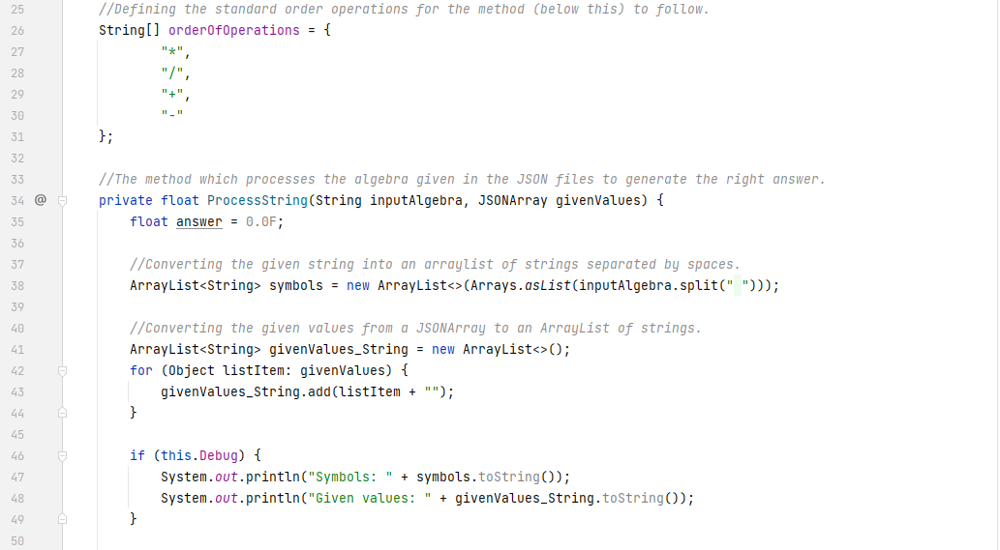 25 //Defining the standard order operations for the method (below this) to follow.
26 String[] orderOfOperations = {
27 "*",
28 "/",
29 "+",
30 "-"
31 };
32
33 //The method which processes the algebra given in the JSON files to generate the right answer.
34 @ private float ProcessString(String inputAlgebra, JSONArray givenValues) {
35 float answer = 0.0F;
36
37 //Converting the given string into an arraylist of strings separated by spaces.
38 ArrayList<String> symbols = new ArrayList<>(Arrays.asList(inputAlgebra.split(" ")));
39
40 //Converting the given values from a JSONArray to an ArrayList of strings.
41 ArrayList<String> givenValues_String = new ArrayList<>();
42 for (Object listItem: givenValues) {
43 givenValues_String.add(listItem + "");
44 }
45
46 if (this.Debug) {
47 System.out.println("Symbols: " + symbols.toString());
48 System.out.println("Given values: " + givenValues_String.toString());
49 }
50